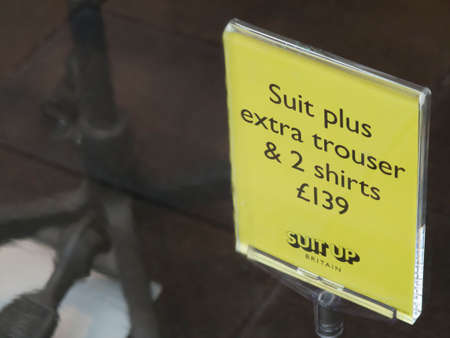 Suit plus
extra trouser
& 2 shirts
£139
SUIT UP
BRITAIN